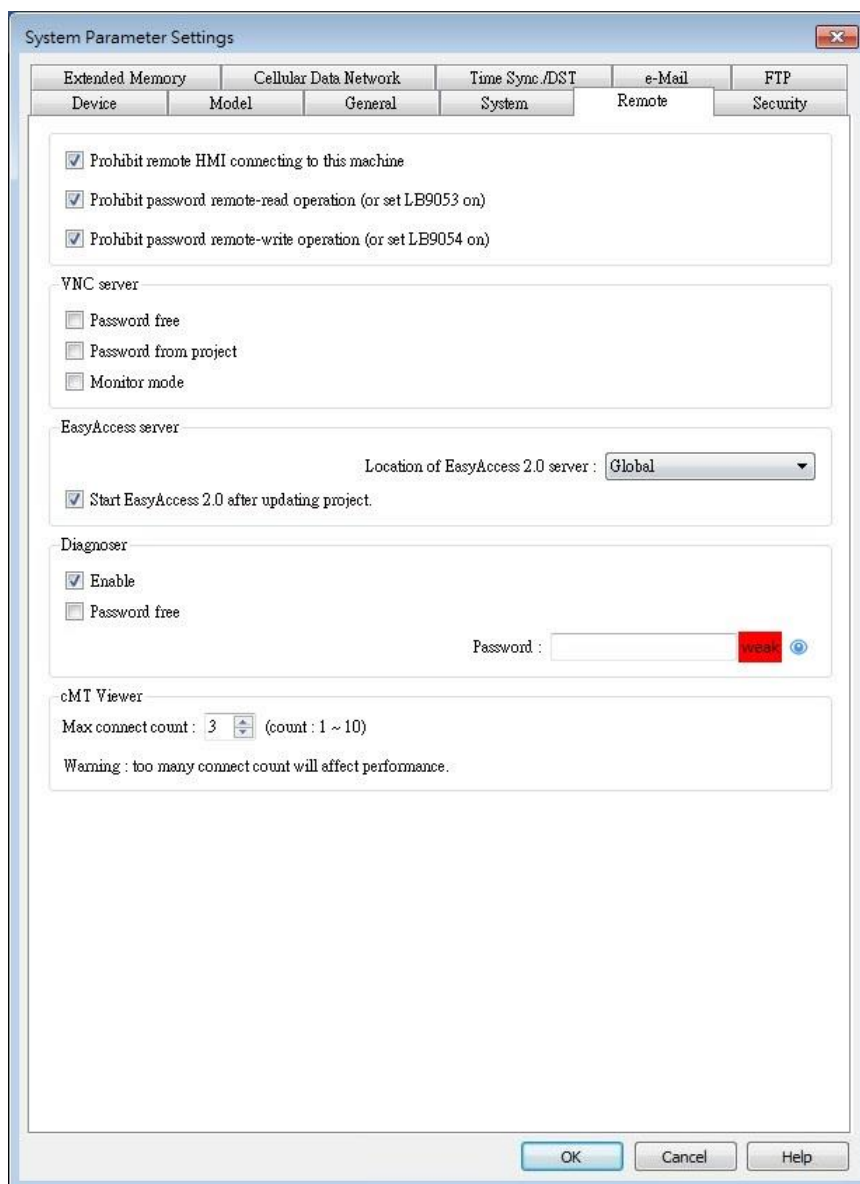 System Parameter Settings
Extended Memory Cellular Data Network Time Sync./DST e-Mail FTP
Device Model General System Remote Security
Prohibit remote HMI connecting to this machine
Prohibit password remote-read operation (or set LB9053 on)
Prohibit password remote-write operation (or set LB9054 on)
VNC server
Password free
Password from project
Monitor mode
EasyAccess server
Location of EasyAccess 2.0 server : Global
Start EasyAccess 2.0 after updating project.
Diagnoser
Enable
Password free
Password : weak
cMT Viewer
Max connect count : 3 (count : 1 ~ 10)
Warning : too many connect count will affect performance.
OK Cancel Help